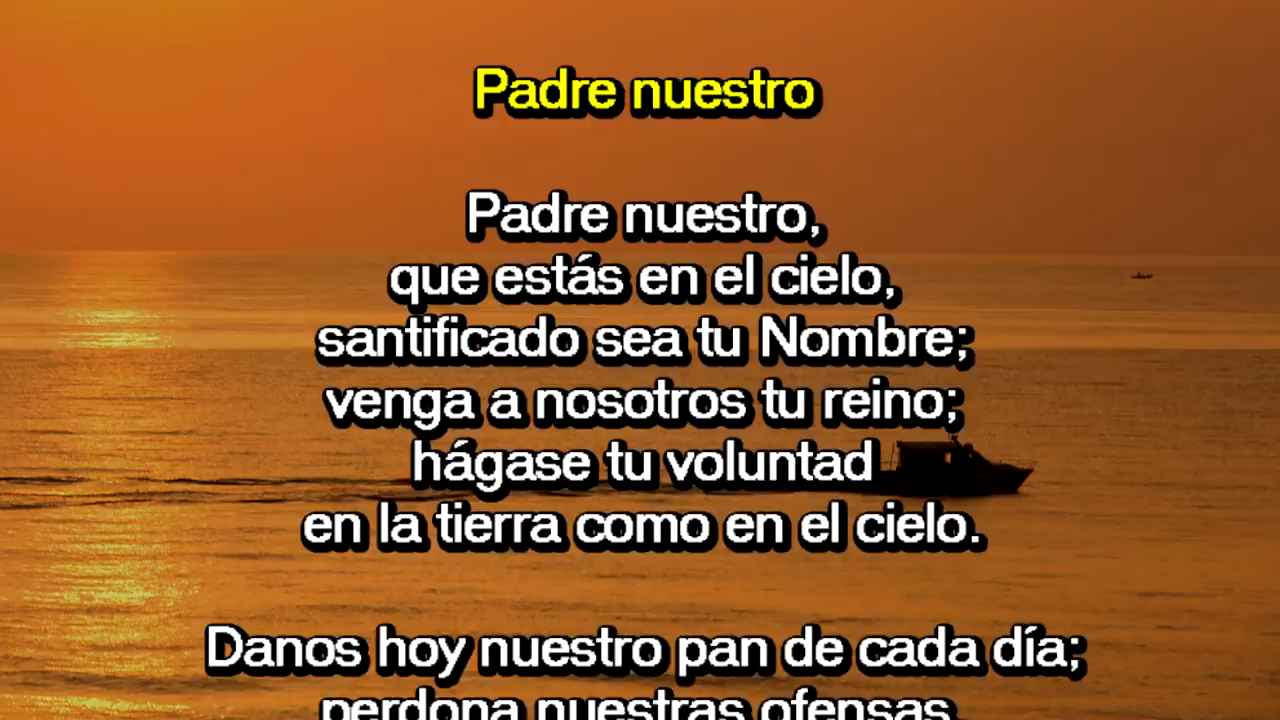 Padre nuestro
Padre nuestro,
que estás en el cielo,
santificado sea tu Nombre;
venga a nosotros tu reino;
hágase tu voluntad
en la tierra como en el cielo.
Danos hoy nuestro pan de cada día;
perdona nuestras ofensas,